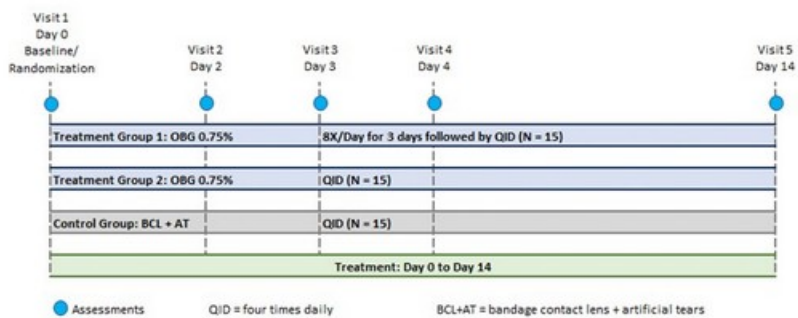 Visit 1
Day 0
Baseline/
Randomization
Visit 2
Day 2
Visit 3
Day 3
Visit 4
Day 4
Visit 5
Day 14
Treatment Group 1: OBG 0.75% 8X/Day for 3 days followed by QID (N = 15)
Treatment Group 2: OBG 0.75% QID (N = 15)
Control Group: BCL + AT QID (N = 15)
Treatment: Day 0 to Day 14
Assessments QID = four times daily BCL+AT = bandage contact lens + artificial tears